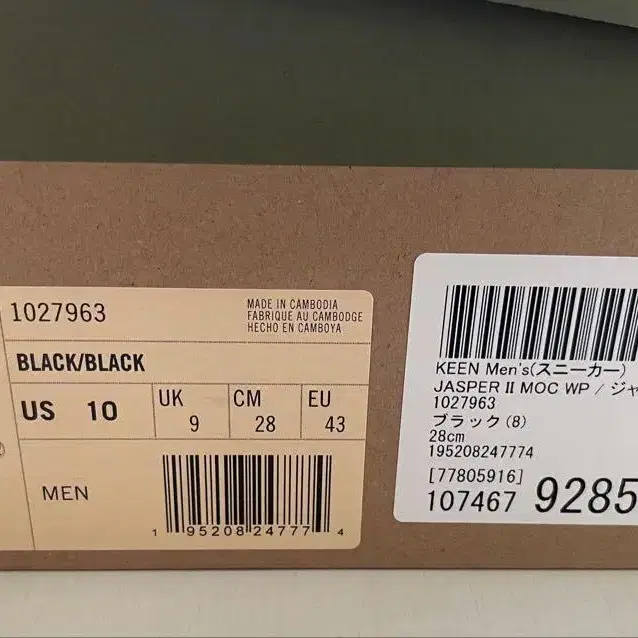 1027963
MADE IN CAMBODIA
FABRIQUE AU CAMBODGE
HECHO EN CAMBOYA
BLACK/BLACK
US 10
UK 9
CM 28
EU 43
MEN
1 95208 24777 4
KEEN Men's(スニーカー)
JASPER II MOC WP / ジャ
1027963
ブラック(8)
28cm
195208247774
[77805916]
107467 9285